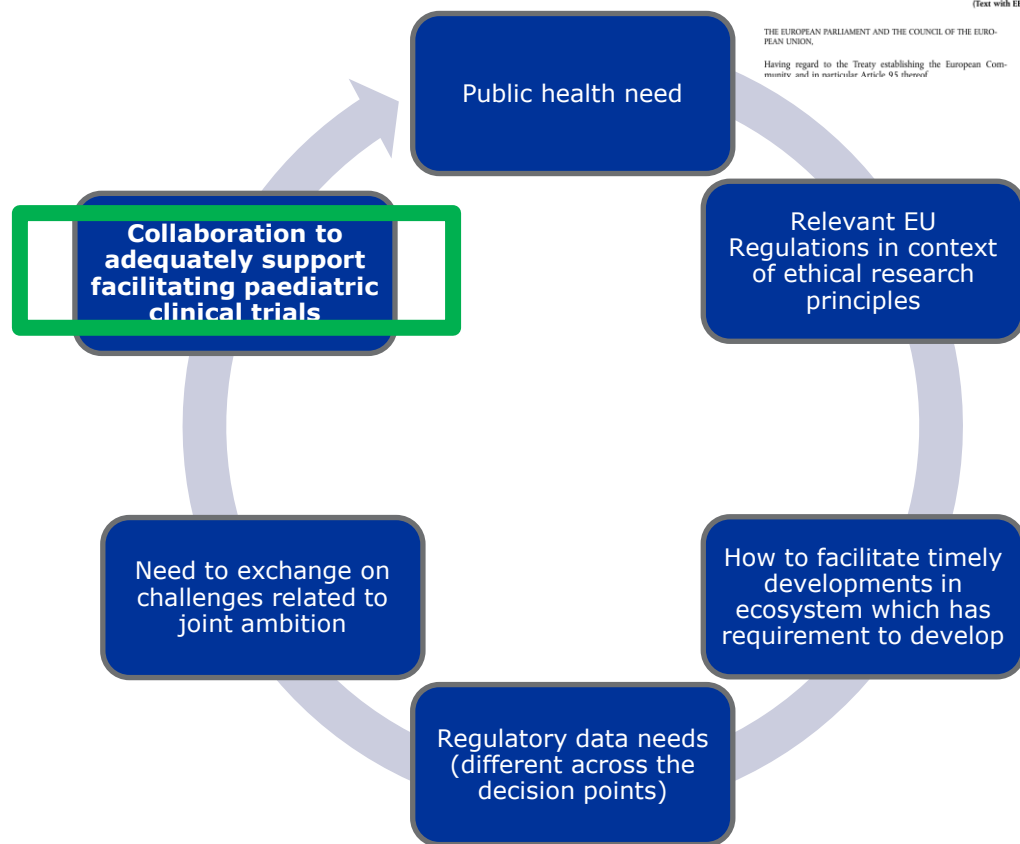 (Text with EE
THE EUROPEAN PARLIAMENT AND THE COUNCIL OF THE EURO-
PEAN UNION,
Having regard to the Treaty establishing the European Com-
munity, and in particular Article 95 thereof
Public health need
Relevant EU
Regulations in context
of ethical research
principles
How to facilitate timely
developments in
ecosystem which has
requirement to develop
Regulatory data needs
(different across the
decision points)
Need to exchange on
challenges related to
joint ambition
Collaboration to
adequately support
facilitating paediatric
clinical trials